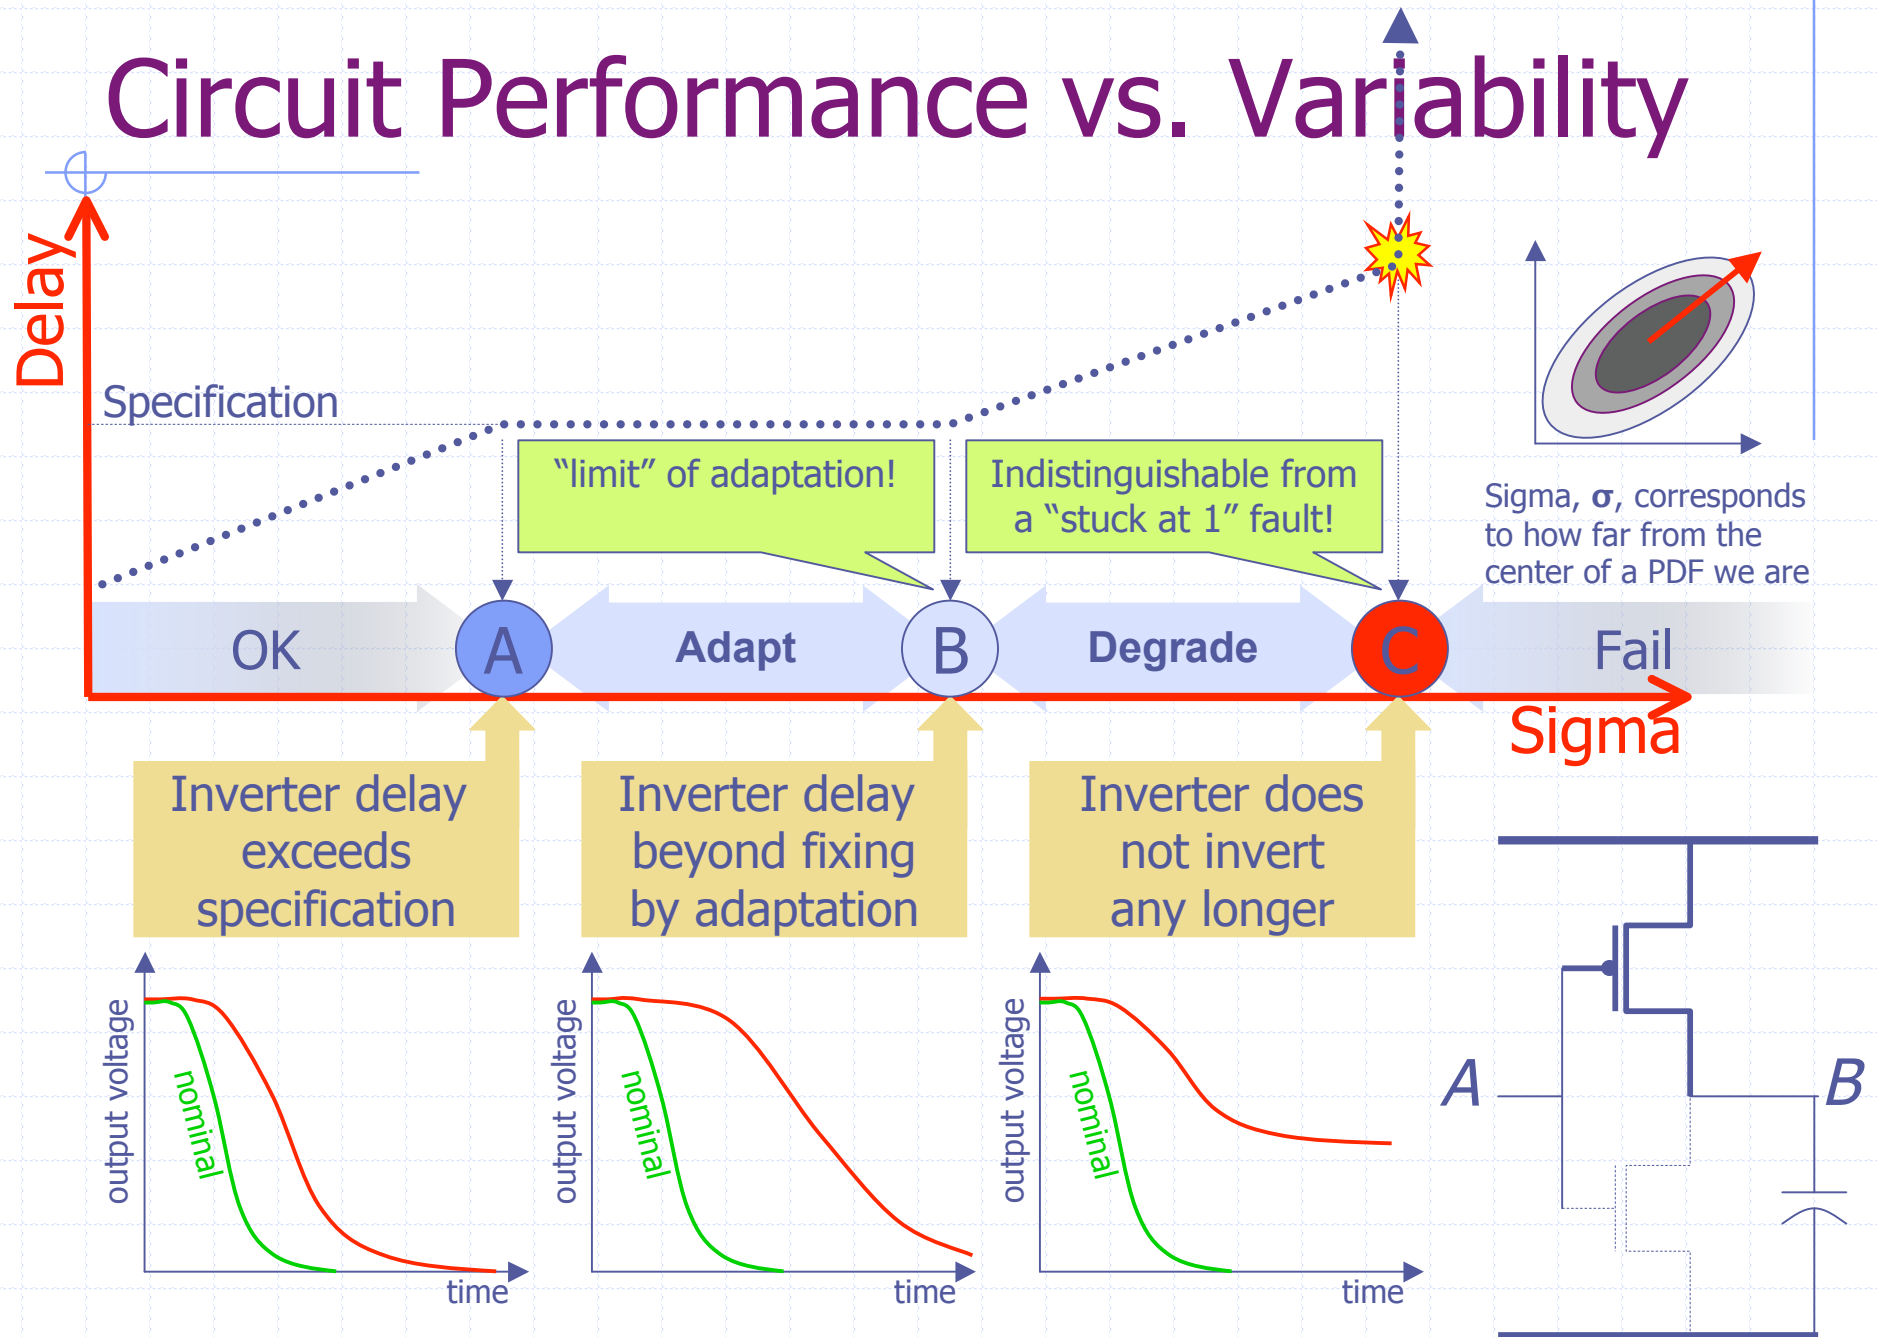 Circuit Performance vs. Variability
Delay
Specification
“limit” of adaptation!
Indistinguishable from
a “stuck at 1” fault!
Sigma, σ, corresponds
to how far from the
center of a PDF we are
OK
A
Adapt
B
Degrade
C
Fail
Sigma
Inverter delay
exceeds
specification
Inverter delay
beyond fixing
by adaptation
Inverter does
not invert
any longer
output voltage
nominal
time
output voltage
nominal
time
output voltage
nominal
time
A
B